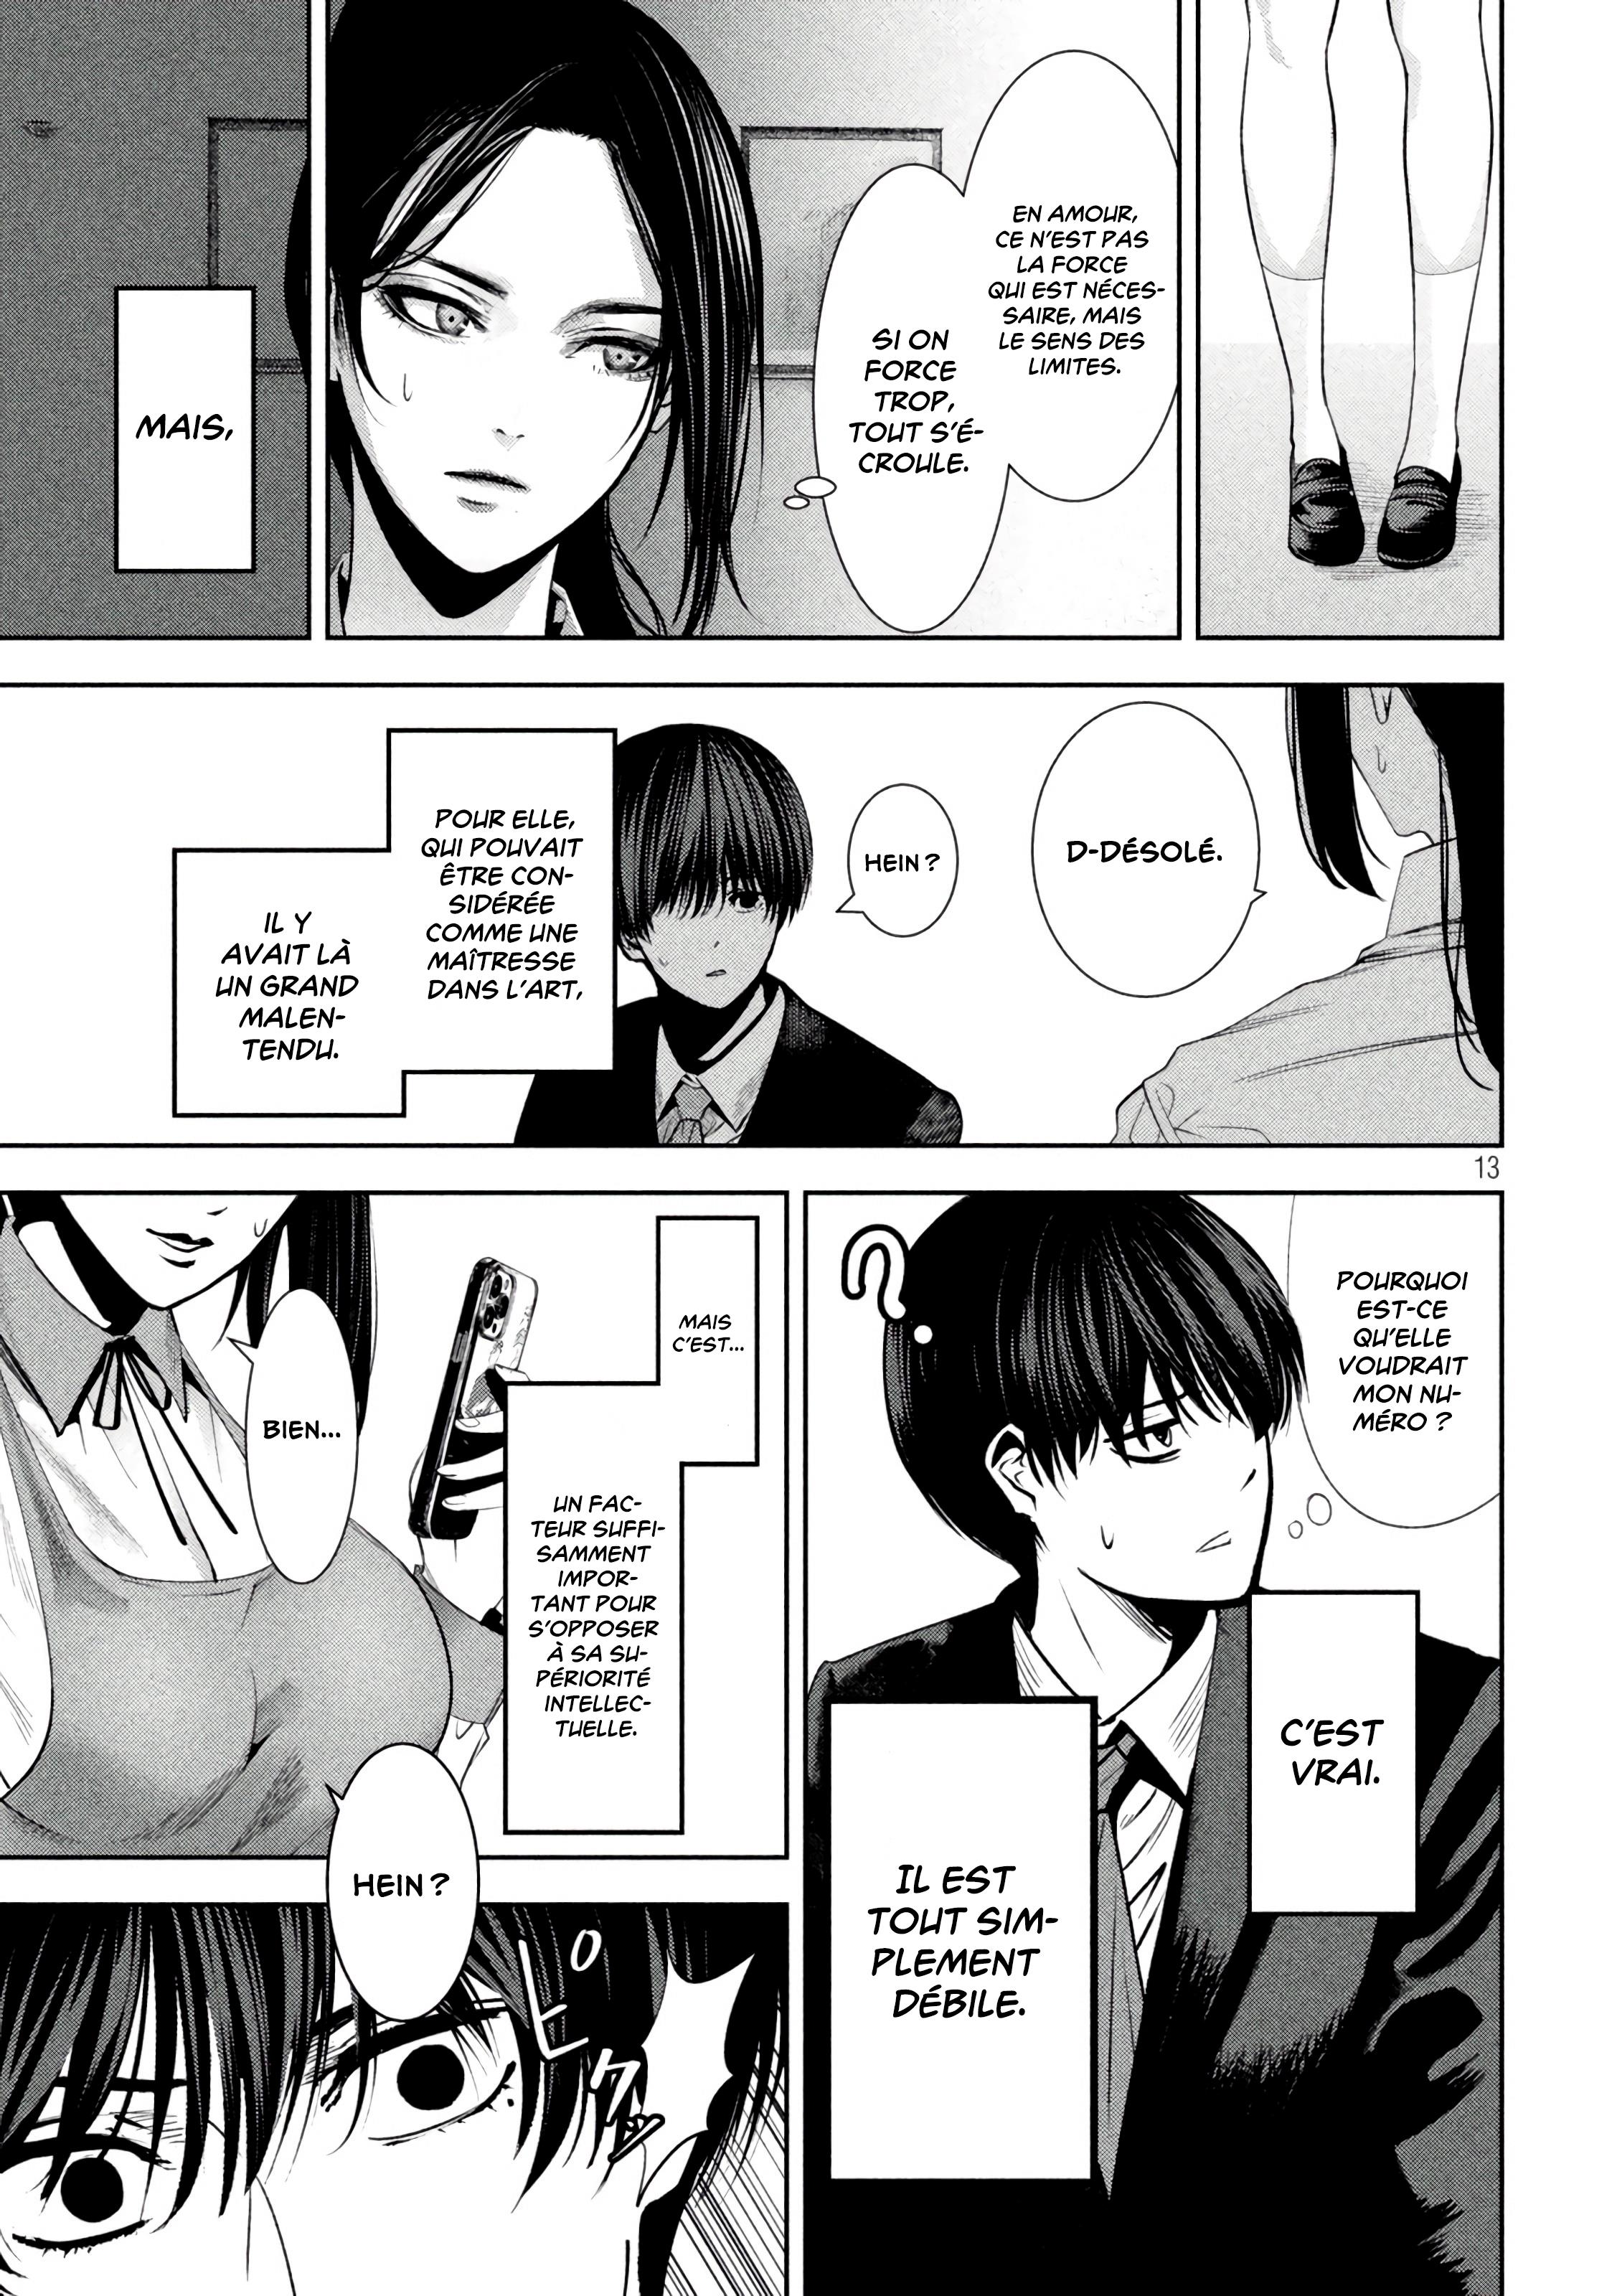 EN AMOUR,
CE N'EST PAS
LA FORCE
QUI EST NÉCES-
SAIRE, MAIS
LE SENS DES
LIMITES.
SI ON
FORCE
TROP,
TOUT S'É-
CROULE.
MAIS,
D-DÉSOLÉ.
HEIN ?
POUR ELLE,
QUI POUVAIT
ÊTRE CON-
SIDÉRÉE
COMME UNE
MAÎTRESSE
DANS L'ART,
IL Y
AVAIT LÀ
UN GRAND
MALEN-
TENDU.
13
POURQUOI
EST-CE
QU'ELLE
VOUDRAIT
MON NU-
MÉRO ?
?
C'EST
VRAI.
IL EST
TOUT SIM-
PLEMENT
DÉBILE.
MAIS
C'EST...
UN FAC-
TEUR SUFFI-
SAMMENT
IMPOR-
TANT POUR
S'OPPOSER
À SA SU-
PÉRIORITÉ
INTELLEC-
TUELLE.
BIEN...
HEIN ?
ピクッ